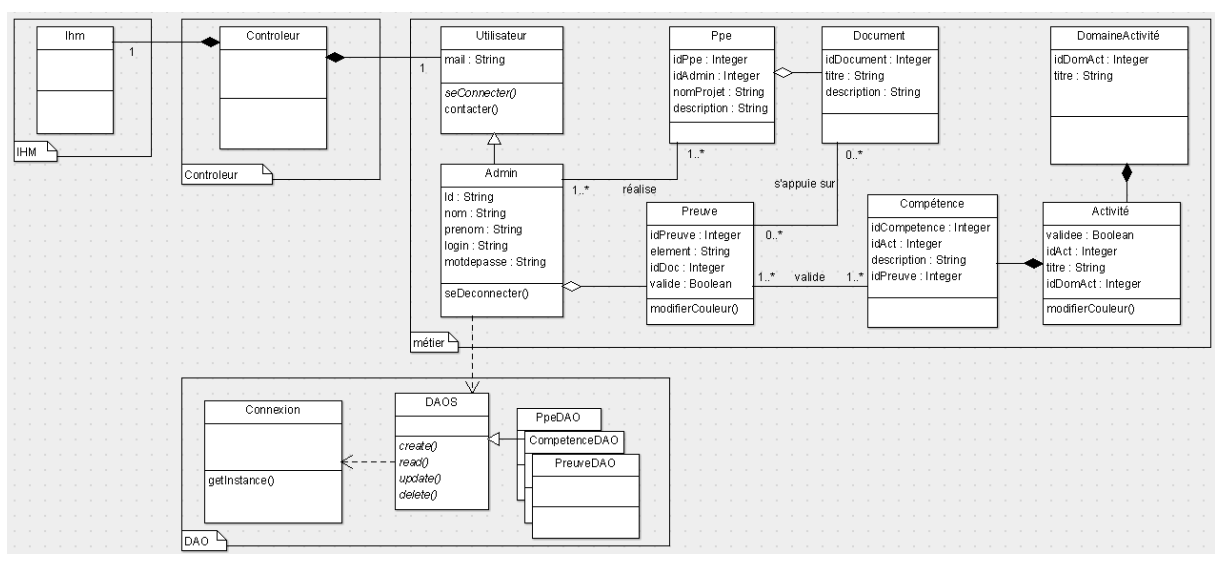 Ihm
1
IHM
Controleur
Controleur
Utilisateur
mail : String
seConnecter()
contacter()
1
Admin
Id : String
nom : String
prenom : String
login : String
motdepasse : String
seDeconnecter()
1..*
réalise
1..*
Ppe
idPpe : Integer
idAdmin : Integer
nomProjet : String
description : String
Document
idDocument : Integer
titre : String
description : String
0..*
s'appuie sur
0..*
Preuve
idPreuve : Integer
element : String
idDoc : Integer
valide : Boolean
modifierCouleur()
1..*
valide
1..*
Compétence
idCompetence : Integer
idAct : Integer
description : String
idPreuve : Integer
DomaineActivité
idDomAct : Integer
titre : String
Activité
validee : Boolean
idAct : Integer
titre : String
idDomAct : Integer
modifierCouleur()
métier
Connexion
getInstance()
DAOS
create()
read()
update()
delete()
PpeDAO
CompetenceDAO
PreuveDAO
DAO